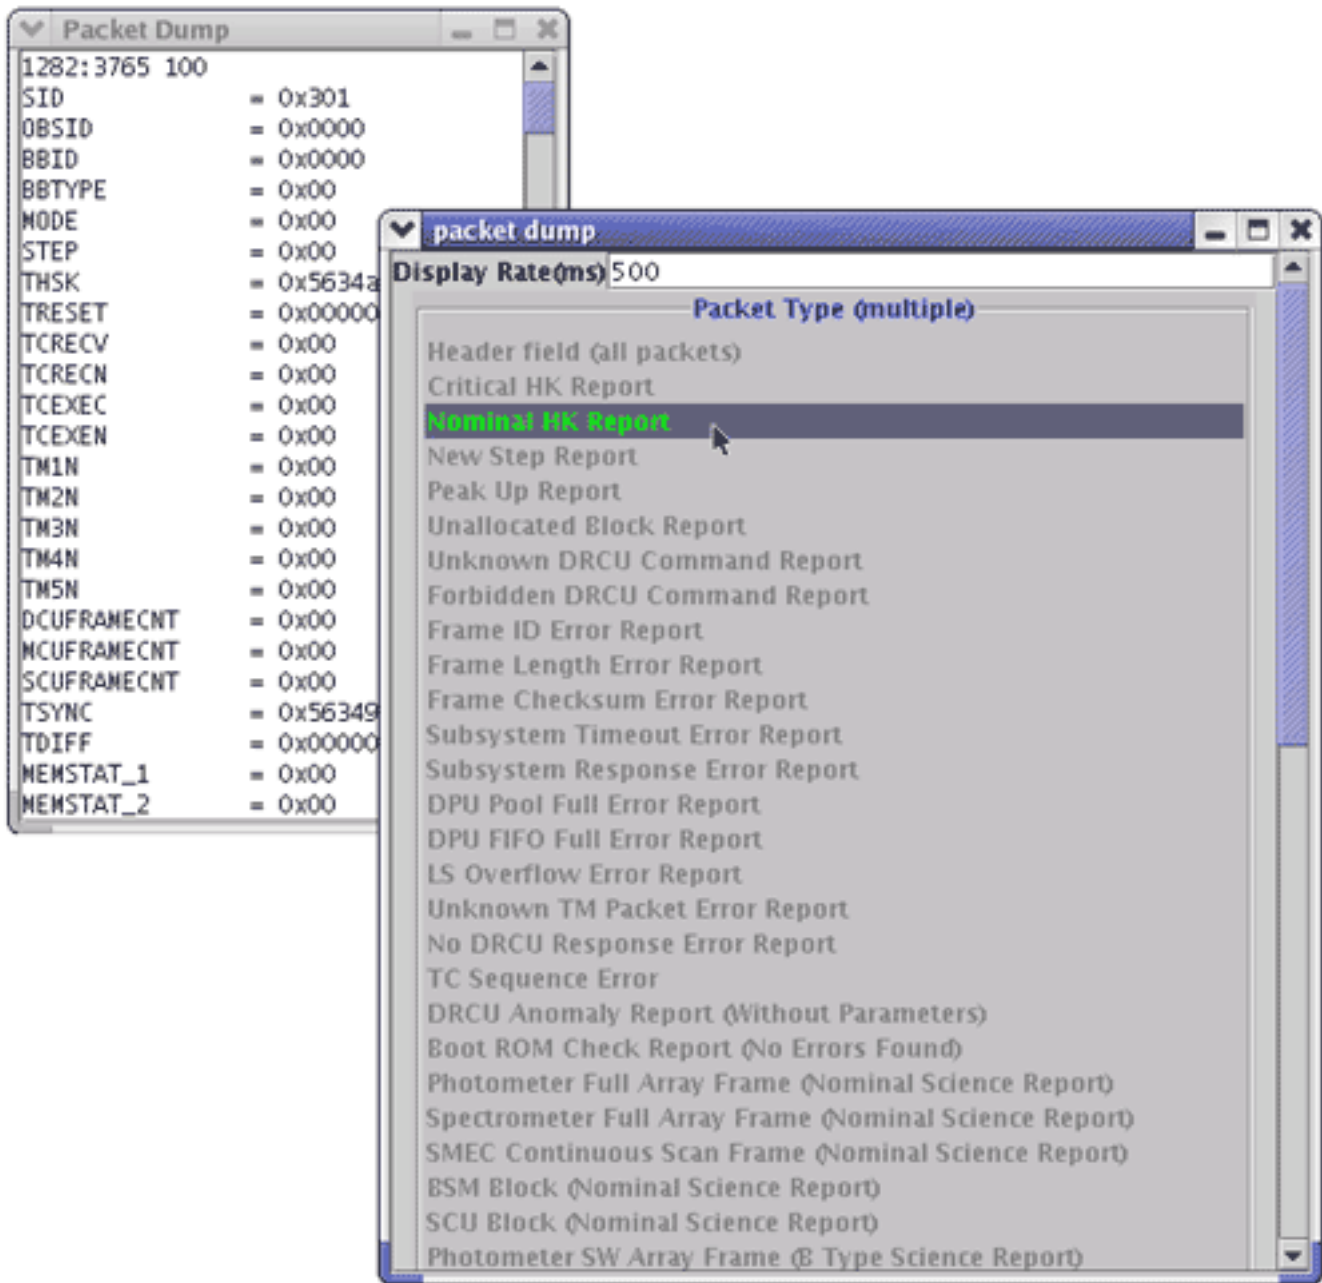 Packet Dump
1282:3765 100
SID = 0x301
OBSID = 0x0000
BBID = 0x0000
BBTYPE = 0x00
MODE = 0x00
STEP = 0x00
THSK = 0x5634a
TRESET = 0x00000
TCRECV = 0x00
TCRECN = 0x00
TCEXEC = 0x00
TCEXEN = 0x00
TM1N = 0x00
TM2N = 0x00
TM3N = 0x00
TM4N = 0x00
TM5N = 0x00
DCUFRAMECNT = 0x00
MCUFRAMECNT = 0x00
SCUFRAMECNT = 0x00
TSYNC = 0x56349
TDIFF = 0x00000
MEMSTAT_1 = 0x00
MEMSTAT_2 = 0x00
packet dump
Display Rate(ms) 500
Packet Type (multiple)
Header field (all packets)
Critical HK Report
Nominal HK Report
New Step Report
Peak Up Report
Unallocated Block Report
Unknown DRCU Command Report
Forbidden DRCU Command Report
Frame ID Error Report
Frame Length Error Report
Frame Checksum Error Report
Subsystem Timeout Error Report
Subsystem Response Error Report
DPU Pool Full Error Report
DPU FIFO Full Error Report
LS Overflow Error Report
Unknown TM Packet Error Report
No DRCU Response Error Report
TC Sequence Error
DRCU Anomaly Report (Without Parameters)
Boot ROM Check Report (No Errors Found)
Photometer Full Array Frame (Nominal Science Report)
Spectrometer Full Array Frame (Nominal Science Report)
SMEC Continuous Scan Frame (Nominal Science Report)
BSM Block (Nominal Science Report)
SCU Block (Nominal Science Report)
Photometer SW Array Frame (B Type Science Report)